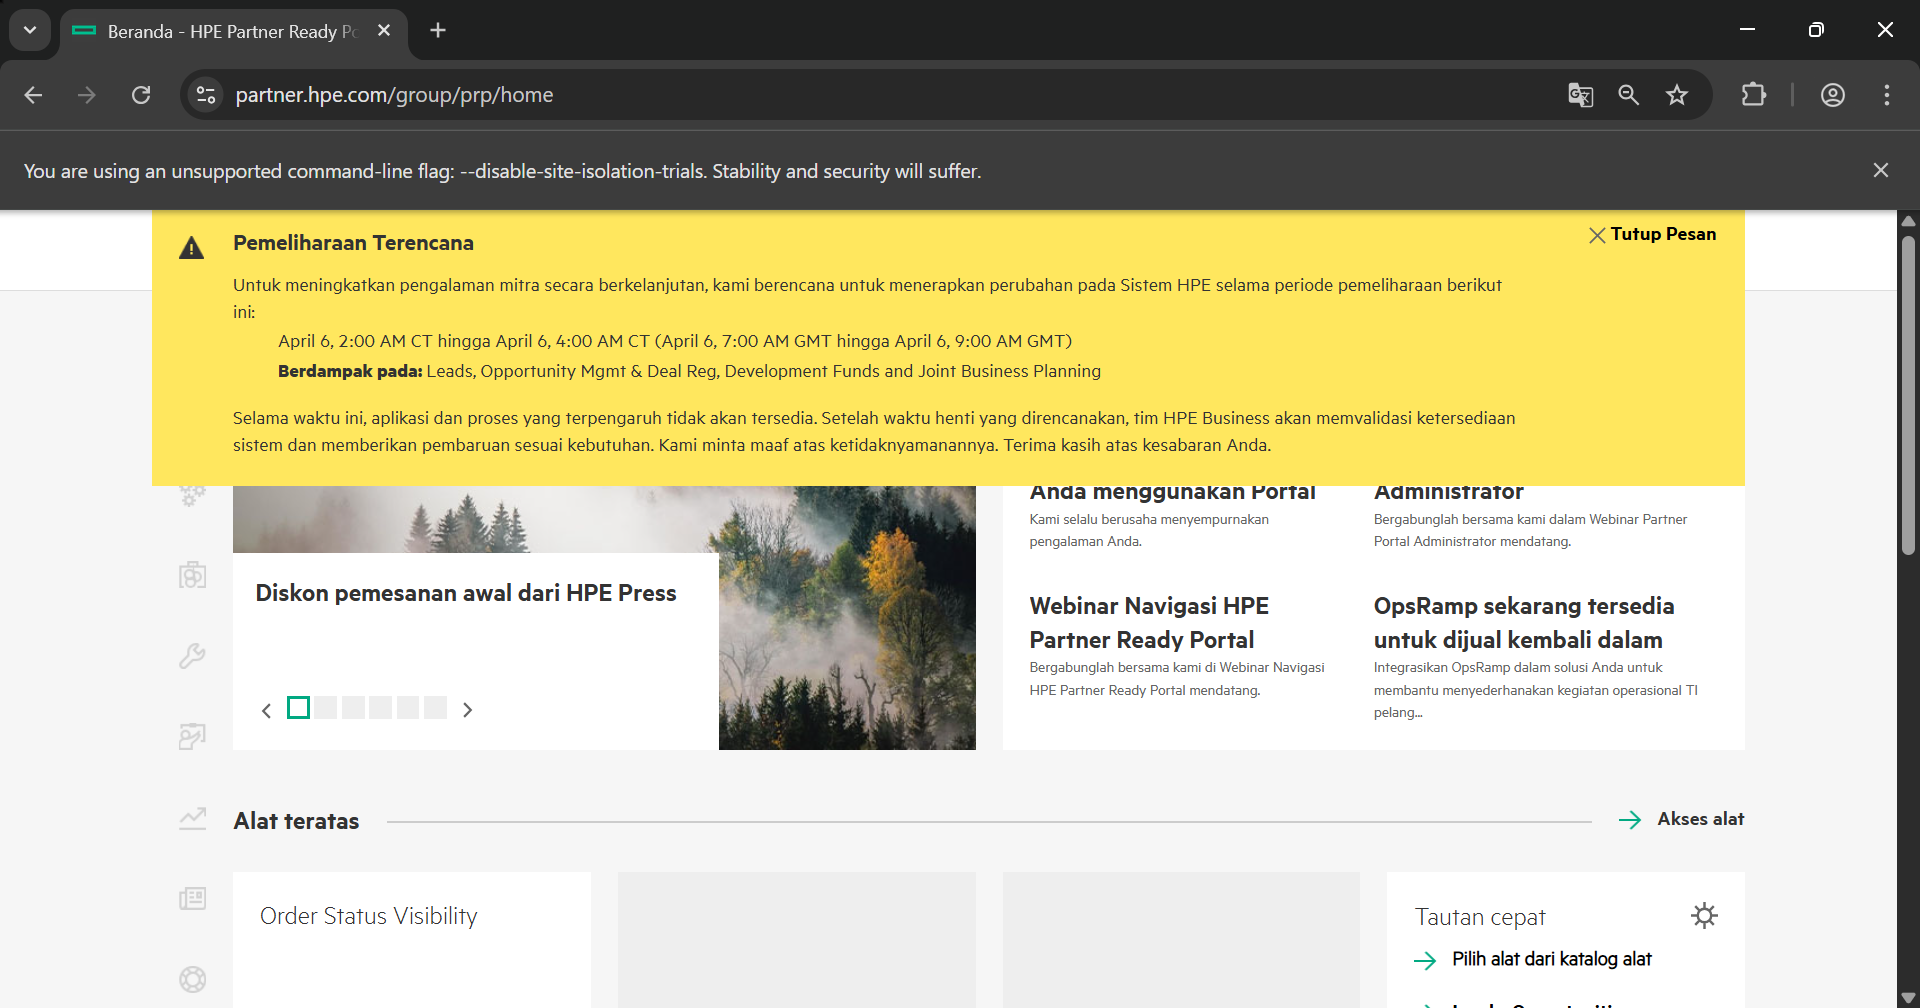 Beranda - HPE Partner Ready Po
partner.hpe.com/group/prp/home
You are using an unsupported command-line flag: --disable-site-isolation-trials. Stability and security will suffer.
Pemeliharaan Terencana
Tutup Pesan
Untuk meningkatkan pengalaman mitra secara berkelanjutan, kami berencana untuk menerapkan perubahan pada Sistem HPE selama periode pemeliharaan berikut
ini:
April 6, 2:00 AM CT hingga April 6, 4:00 AM CT (April 6, 7:00 AM GMT hingga April 6, 9:00 AM GMT)
Berdampak pada: Leads, Opportunity Mgmt & Deal Reg, Development Funds and Joint Business Planning
Selama waktu ini, aplikasi dan proses yang terpengaruh tidak akan tersedia. Setelah waktu henti yang direncanakan, tim HPE Business akan memvalidasi ketersediaan
sistem dan memberikan pembaruan sesuai kebutuhan. Kami minta maaf atas ketidaknyamanannya. Terima kasih atas kesabaran Anda.
Diskon pemesanan awal dari HPE Press
Anda menggunakan Portal
Kami selalu berusaha menyempurnakan
pengalaman Anda.
Administrator
Bergabunglah bersama kami dalam Webinar Partner
Portal Administrator mendatang.
Webinar Navigasi HPE
Partner Ready Portal
Bergabunglah bersama kami di Webinar Navigasi
HPE Partner Ready Portal mendatang.
OpsRamp sekarang tersedia
untuk dijual kembali dalam
Integrasikan OpsRamp dalam solusi Anda untuk
membantu menyederhanakan kegiatan operasional TI
pelang...
Alat teratas
Akses alat
Order Status Visibility
Tautan cepat
Pilih alat dari katalog alat